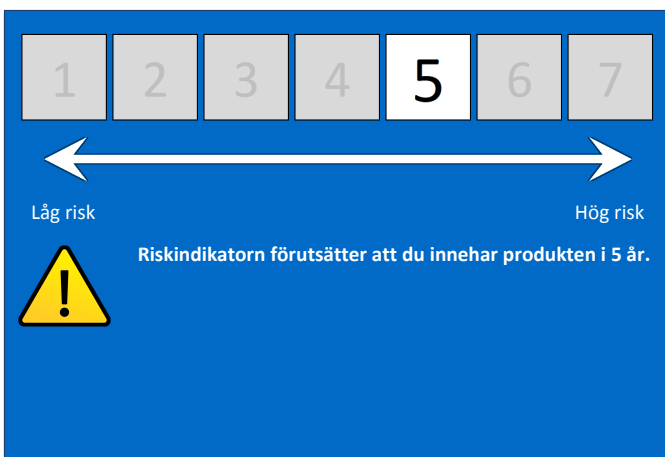 1 2 3 4 5 6 7
Låg risk Hög risk
Riskindikatorn förutsätter att du innehar produkten i 5 år.